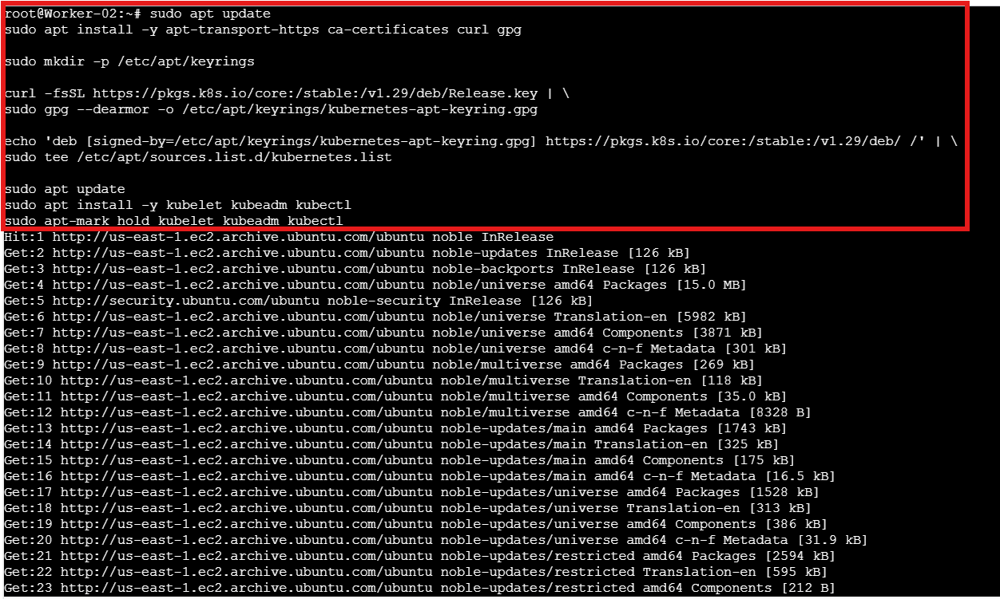 root@Worker-02:~# sudo apt update
sudo apt install -y apt-transport-https ca-certificates curl gpg
sudo mkdir -p /etc/apt/keyrings
curl -fsSL https://pkgs.k8s.io/core:/stable:/v1.29/deb/Release.key | \
sudo gpg --dearmor -o /etc/apt/keyrings/kubernetes-apt-keyring.gpg
echo 'deb [signed-by=/etc/apt/keyrings/kubernetes-apt-keyring.gpg] https://pkgs.k8s.io/core:/stable:/v1.29/deb/ /' | \
sudo tee /etc/apt/sources.list.d/kubernetes.list
sudo apt update
sudo apt install -y kubelet kubeadm kubectl
sudo apt-mark hold kubelet kubeadm kubectl
Hit:1 http://us-east-1.ec2.archive.ubuntu.com/ubuntu noble InRelease
Get:2 http://us-east-1.ec2.archive.ubuntu.com/ubuntu noble-updates InRelease [126 kB]
Get:3 http://us-east-1.ec2.archive.ubuntu.com/ubuntu noble-backports InRelease [126 kB]
Get:4 http://us-east-1.ec2.archive.ubuntu.com/ubuntu noble/universe amd64 Packages [15.0 MB]
Get:5 http://security.ubuntu.com/ubuntu noble-security InRelease [126 kB]
Get:6 http://us-east-1.ec2.archive.ubuntu.com/ubuntu noble/universe Translation-en [5982 kB]
Get:7 http://us-east-1.ec2.archive.ubuntu.com/ubuntu noble/universe amd64 Components [3871 kB]
Get:8 http://us-east-1.ec2.archive.ubuntu.com/ubuntu noble/universe amd64 c-n-f Metadata [301 kB]
Get:9 http://us-east-1.ec2.archive.ubuntu.com/ubuntu noble/multiverse amd64 Packages [269 kB]
Get:10 http://us-east-1.ec2.archive.ubuntu.com/ubuntu noble/multiverse Translation-en [118 kB]
Get:11 http://us-east-1.ec2.archive.ubuntu.com/ubuntu noble/multiverse amd64 Components [35.0 kB]
Get:12 http://us-east-1.ec2.archive.ubuntu.com/ubuntu noble/multiverse amd64 c-n-f Metadata [8328 B]
Get:13 http://us-east-1.ec2.archive.ubuntu.com/ubuntu noble-updates/main amd64 Packages [1743 kB]
Get:14 http://us-east-1.ec2.archive.ubuntu.com/ubuntu noble-updates/main Translation-en [325 kB]
Get:15 http://us-east-1.ec2.archive.ubuntu.com/ubuntu noble-updates/main amd64 Components [175 kB]
Get:16 http://us-east-1.ec2.archive.ubuntu.com/ubuntu noble-updates/main amd64 c-n-f Metadata [16.5 kB]
Get:17 http://us-east-1.ec2.archive.ubuntu.com/ubuntu noble-updates/universe amd64 Packages [1528 kB]
Get:18 http://us-east-1.ec2.archive.ubuntu.com/ubuntu noble-updates/universe Translation-en [313 kB]
Get:19 http://us-east-1.ec2.archive.ubuntu.com/ubuntu noble-updates/universe amd64 Components [386 kB]
Get:20 http://us-east-1.ec2.archive.ubuntu.com/ubuntu noble-updates/universe amd64 c-n-f Metadata [31.9 kB]
Get:21 http://us-east-1.ec2.archive.ubuntu.com/ubuntu noble-updates/restricted amd64 Packages [2594 kB]
Get:22 http://us-east-1.ec2.archive.ubuntu.com/ubuntu noble-updates/restricted Translation-en [595 kB]
Get:23 http://us-east-1.ec2.archive.ubuntu.com/ubuntu noble-updates/restricted amd64 Components [212 B]